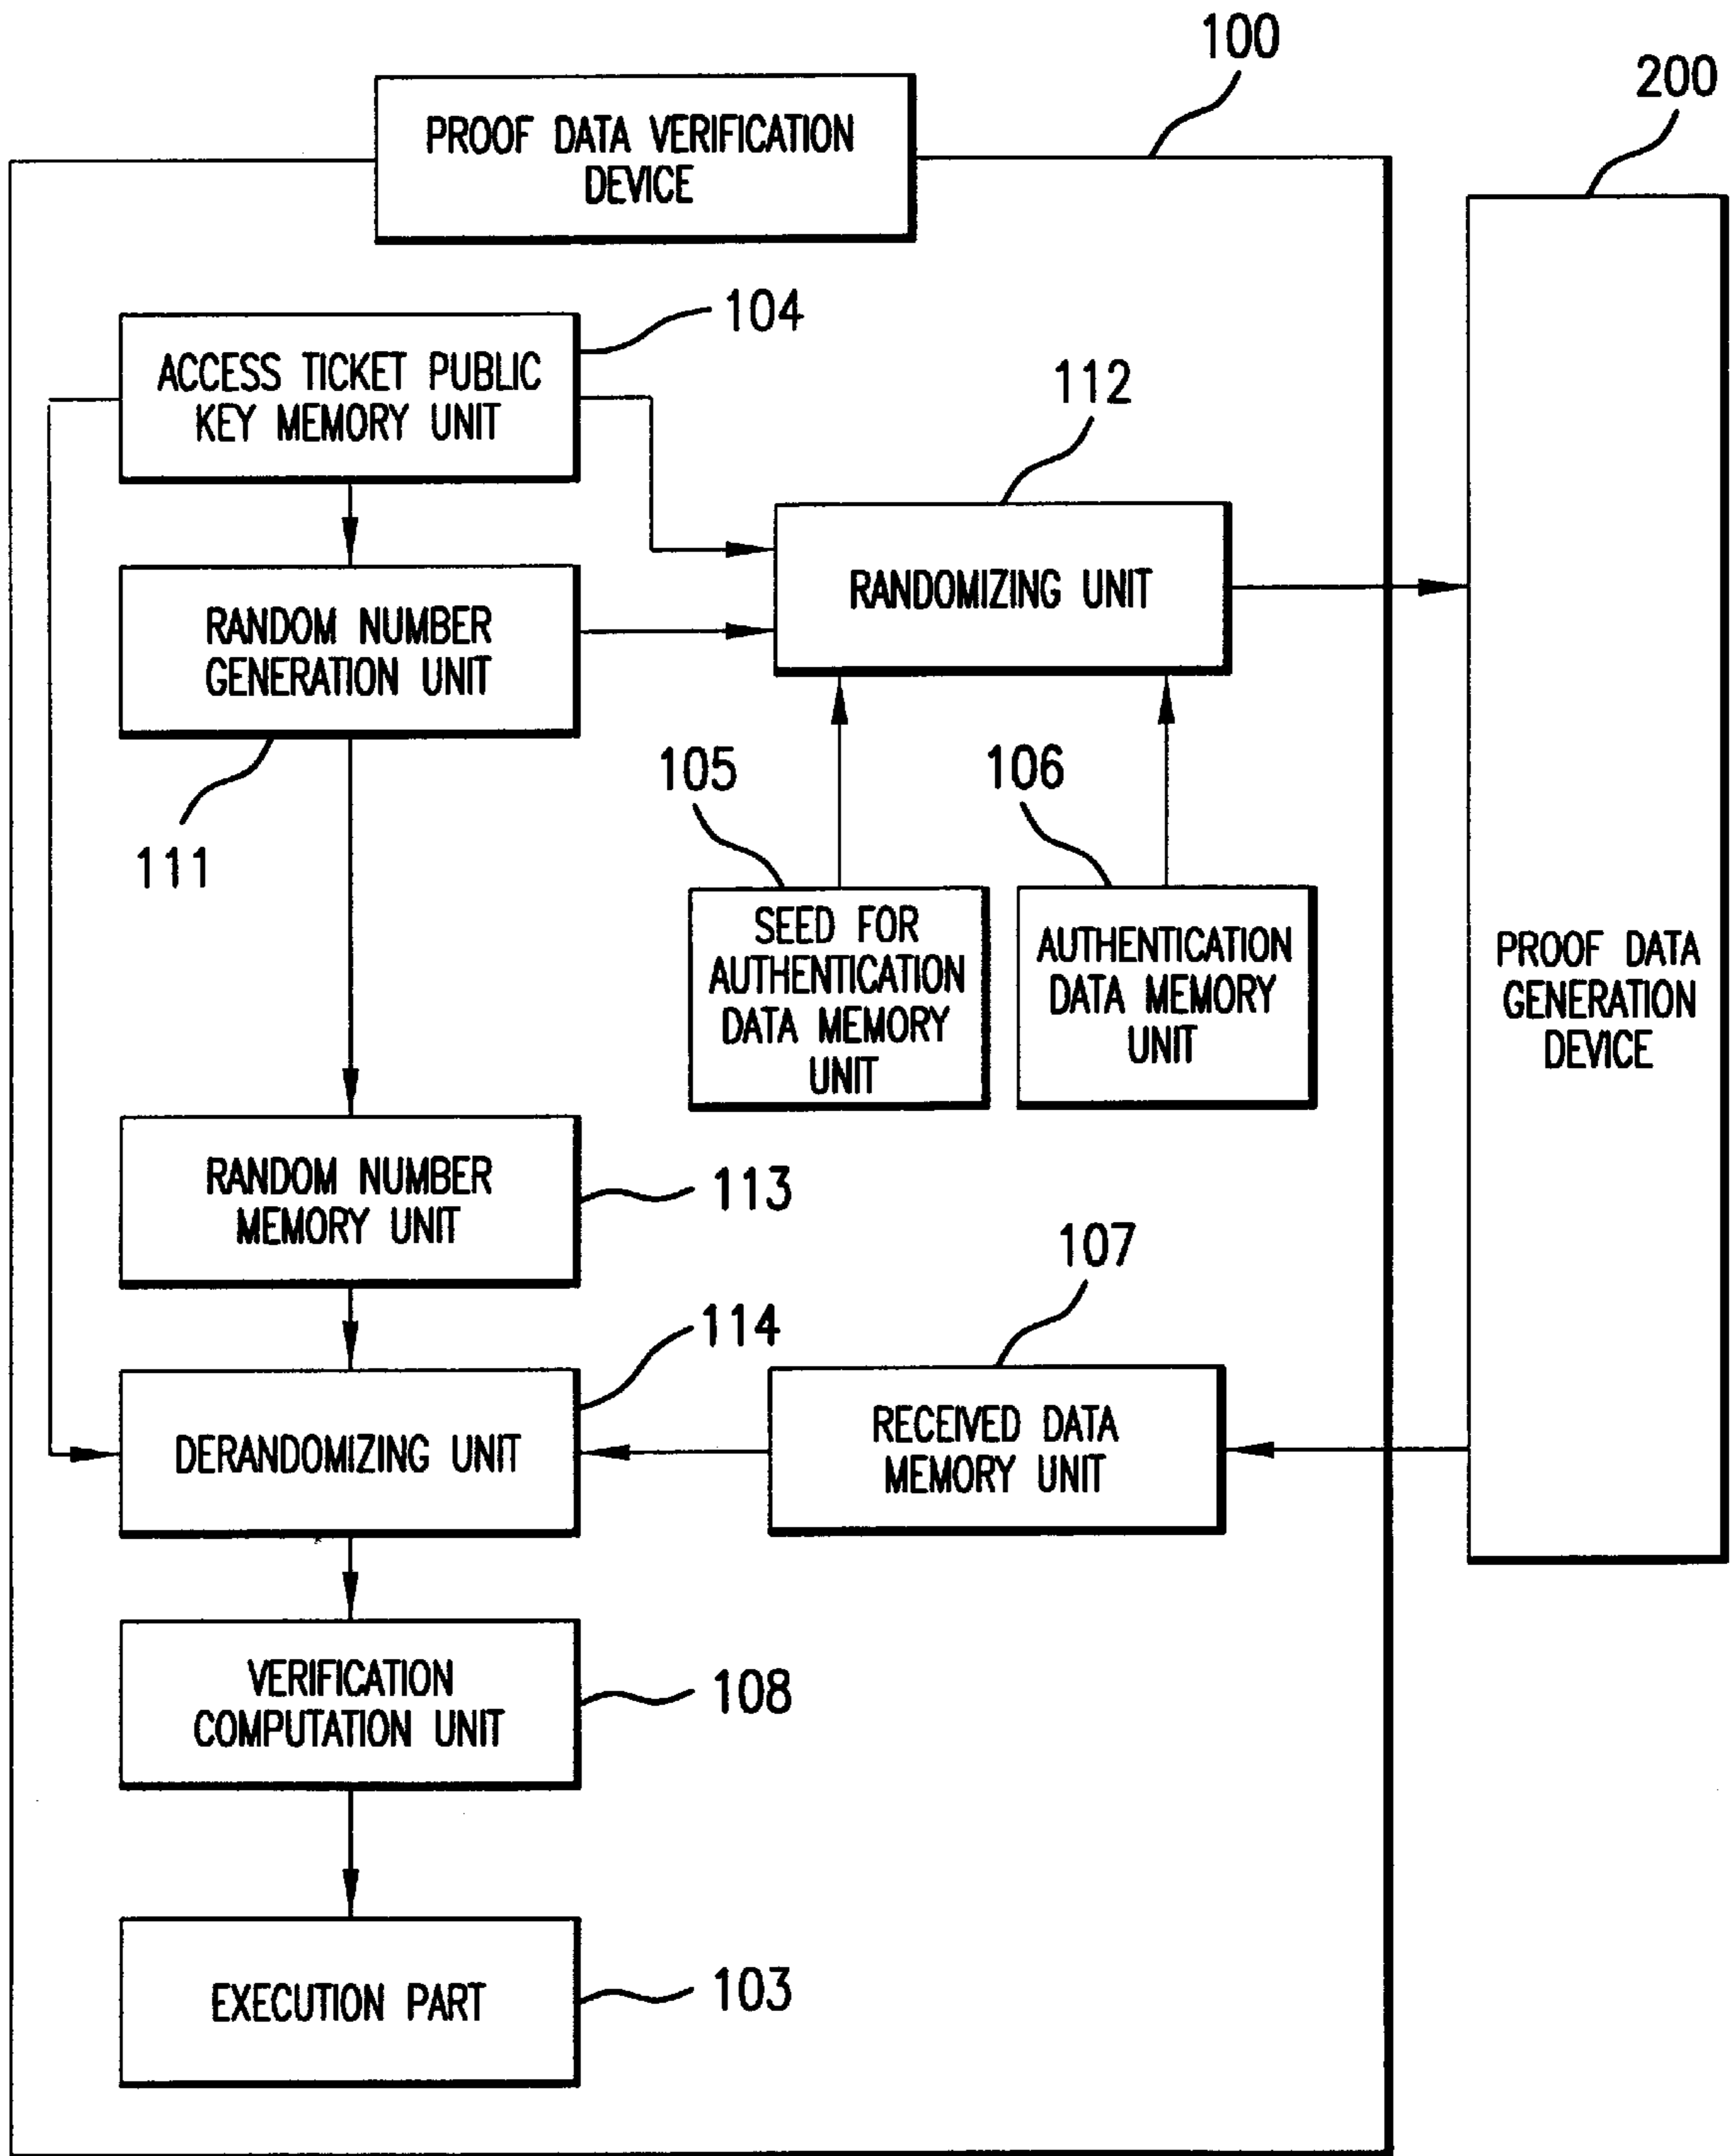 100
200
PROOF DATA VERIFICATION
DEVICE
104
ACCESS TICKET PUBLIC
KEY MEMORY UNIT
112
RANDOMIZING UNIT
RANDOM NUMBER
GENERATION UNIT
111
105
106
SEED FOR
AUTHENTICATION
DATA MEMORY
UNIT
AUTHENTICATION
DATA MEMORY
UNIT
PROOF DATA
GENERATION
DEVICE
RANDOM NUMBER
MEMORY UNIT
113
107
114
DERANDOMIZING UNIT
RECEIVED DATA
MEMORY UNIT
VERIFICATION
COMPUTATION UNIT
108
EXECUTION PART
103